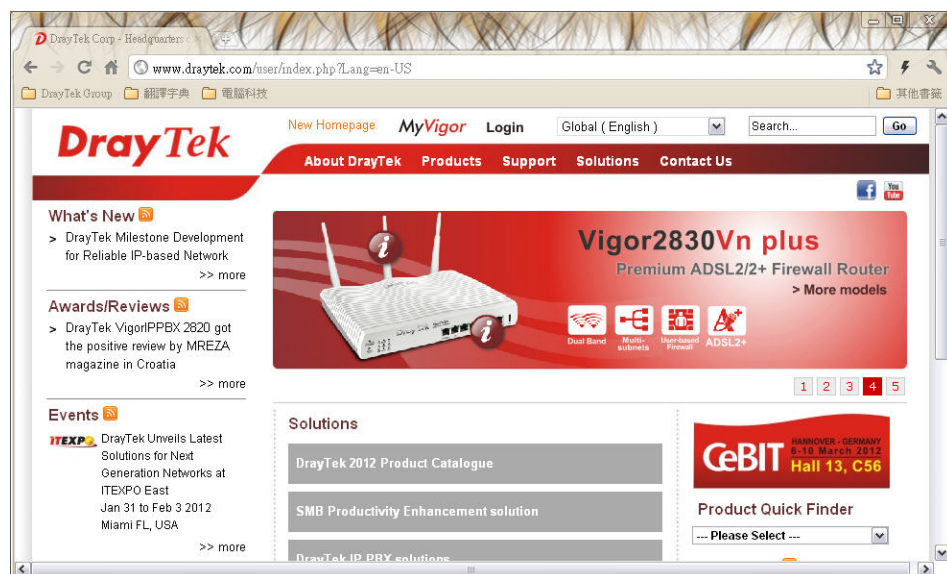 DrayTek Corp - Headquarters
www.draytek.com/user/index.php?Lang=en-US
DrayTek Group 翻譯字典 電腦科技 其他書籤
DrayTek
New Homepage MyVigor Login Global ( English ) Search... Go
About DrayTek Products Support Solutions Contact Us
You Tube
What's New
> DrayTek Milestone Development
for Reliable IP-based Network
>> more
Awards/Reviews
> DrayTek VigorIPPBX 2820 got
the positive review by MREZA
magazine in Croatia
>> more
Events
ITEXPO DrayTek Unveils Latest
Solutions for Next
Generation Networks at
ITEXPO East
Jan 31 to Feb 3 2012
Miami FL, USA
>> more
Vigor2830Vn plus
Premium ADSL2/2+ Firewall Router
> More models
Dual Band
Multi-subnets
User-based Firewall
ADSL2+
1 2 3 4 5
Solutions
DrayTek 2012 Product Catalogue
SMB Productivity Enhancement solution
DrayTek IP PBX solutions
CeBIT
HANNOVER - GERMANY
6-10 March 2012
Hall 13, C56
Product Quick Finder
--- Please Select ---